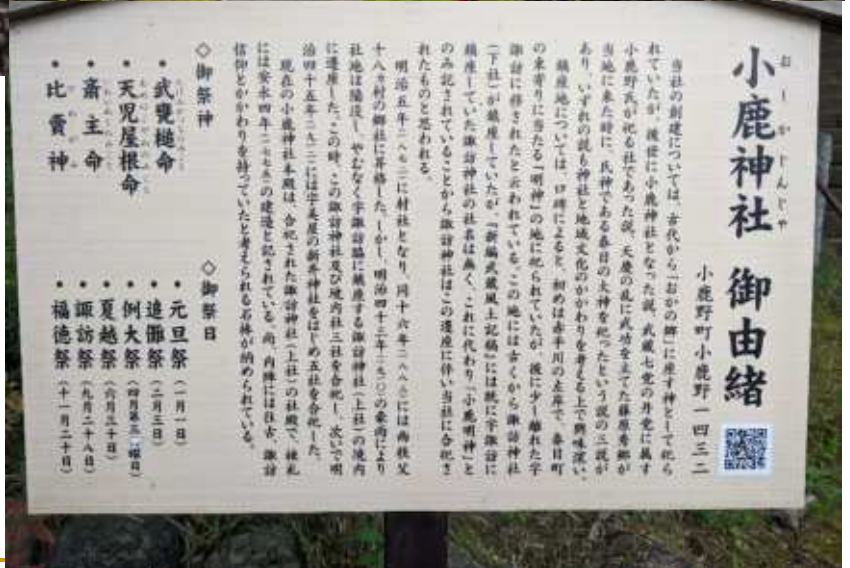 小鹿神社 御由緒
おしかじんじゃ
小鹿野町小鹿野一四三二
当社の創建については、古代から「おかの郷」に座す神として祀ら
れていたが、後世に小鹿神社となった説、武蔵七党の丹党に属す
小鹿野氏が祀る社であった説、天慶の乱に武功を立てた藤原秀郷が
当地に来た時に、氏神である春日の大神を祀ったという説の三説が
あり、いずれの説も神社と地域文化のかかわりを考える上で興味深い。
鎮座地については、口碑によると、初めは赤平川の左岸で、春日町
の東寄りに当たる「明神」の地に祀られていたが、後に少し離れた字
諏訪に移されたと云われている。この地には古くから諏訪神社
(下社)が鎮座していたが、『新編武蔵風土記稿』には既に字諏訪に
鎮座していた諏訪神社の社名は無く、これに代わり「小鹿明神」と
のみ記されていることから諏訪神社はこの遷座に伴い当社に合祀さ
れたものと思われる。
明治五年(一八七二)に村社となり、同十六年(一八八三)には西秩父
十八カ村の郷社に昇格した。しかし、明治四十三年(一九一〇)の豪雨により
社地は陥没し、やむなく字諏訪脇に鎮座する諏訪神社(上社)の境内
に遷座した。この時、この諏訪神社及び境内社三社を合祀し、次いで明
治四十五年(一九一二)には宇美屋の新井神社をはじめ五社を合祀した。
現在の小鹿神社本殿は、合祀された諏訪神社(上社)の社殿で、棟札
には安永四年(一七七五)の建造と記されている。尚、内陣には往古、諏訪
信仰とかかわりを持っていたと考えられる石棒が納められている。
◇御祭神
・武甕槌命
・天児屋根命
・斎主命
・比賣神
◇御祭日
・元旦祭(一月一日)
・追儺祭(二月三日)
・例大祭(四月第三 曜日)
・夏越祭(六月三十日)
・諏訪祭(九月二十八日)
・福徳祭(十一月二十日)